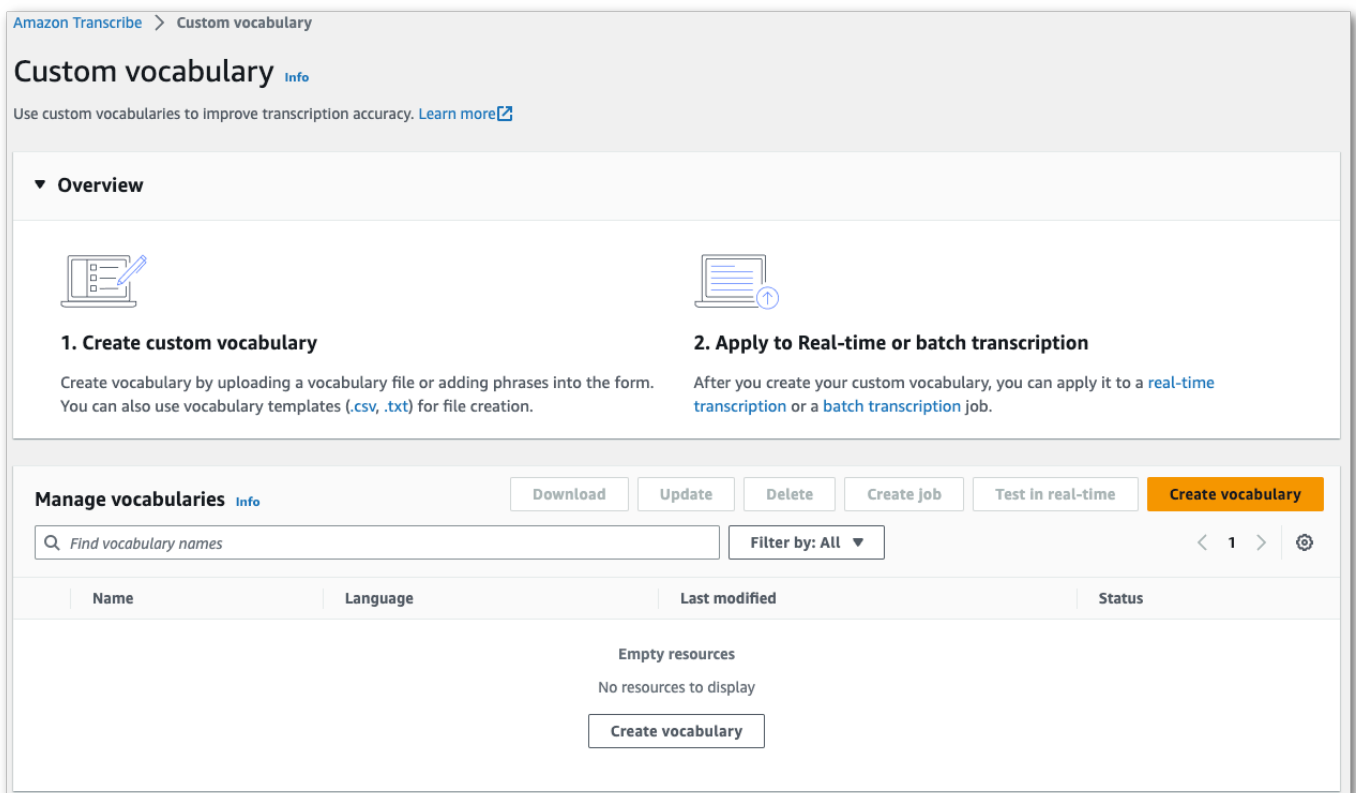 Amazon Transcribe > Custom vocabulary
Custom vocabulary Info
Use custom vocabularies to improve transcription accuracy. Learn more
▼ Overview
1. Create custom vocabulary
Create vocabulary by uploading a vocabulary file or adding phrases into the form.
You can also use vocabulary templates (.csv, .txt) for file creation.
2. Apply to Real-time or batch transcription
After you create your custom vocabulary, you can apply it to a real-time
transcription or a batch transcription job.
Manage vocabularies Info Download Update Delete Create job Test in real-time Create vocabulary
Find vocabulary names Filter by: All ▼ < 1 >
Name Language Last modified Status
Empty resources
No resources to display
Create vocabulary